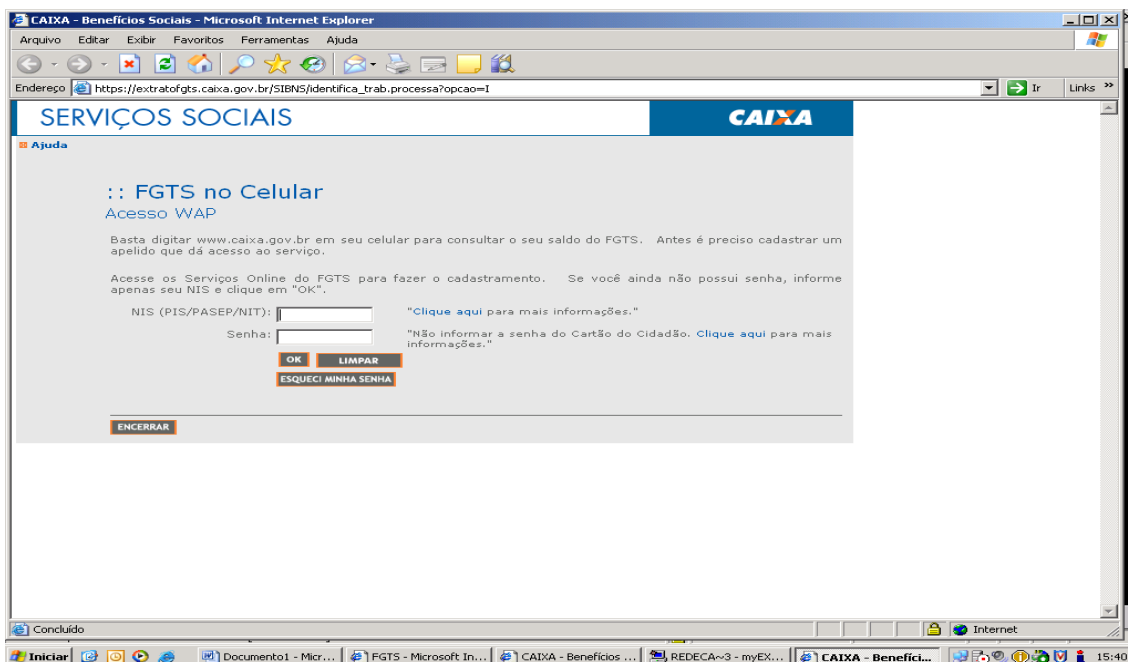 CAIXA - Benefícios Sociais - Microsoft Internet Explorer
Arquivo Editar Exibir Favoritos Ferramentas Ajuda
Endereço https://extratofgts.caixa.gov.br/SIBNS/identifica_trab.processa?opcao=I Ir Links »
SERVIÇOS SOCIAIS CAIXA
Ajuda
:: FGTS no Celular
Acesso WAP
Basta digitar www.caixa.gov.br em seu celular para consultar o seu saldo do FGTS. Antes é preciso cadastrar um
apelido que dá acesso ao serviço.
Acesse os Serviços Online do FGTS para fazer o cadastramento. Se você ainda não possui senha, informe
apenas seu NIS e clique em "OK".
NIS (PIS/PASEP/NIT): "Clique aqui para mais informações."
Senha: "Não informar a senha do Cartão do Cidadão. Clique aqui para mais
informações."
OK LIMPAR
ESQUECI MINHA SENHA
ENCERRAR
Concluído Internet
Iniciar Documento1 - Micr... FGTS - Microsoft In... CAIXA - Benefícios ... REDECA~3 - myEX... CAIXA - Benefíci... 15:40